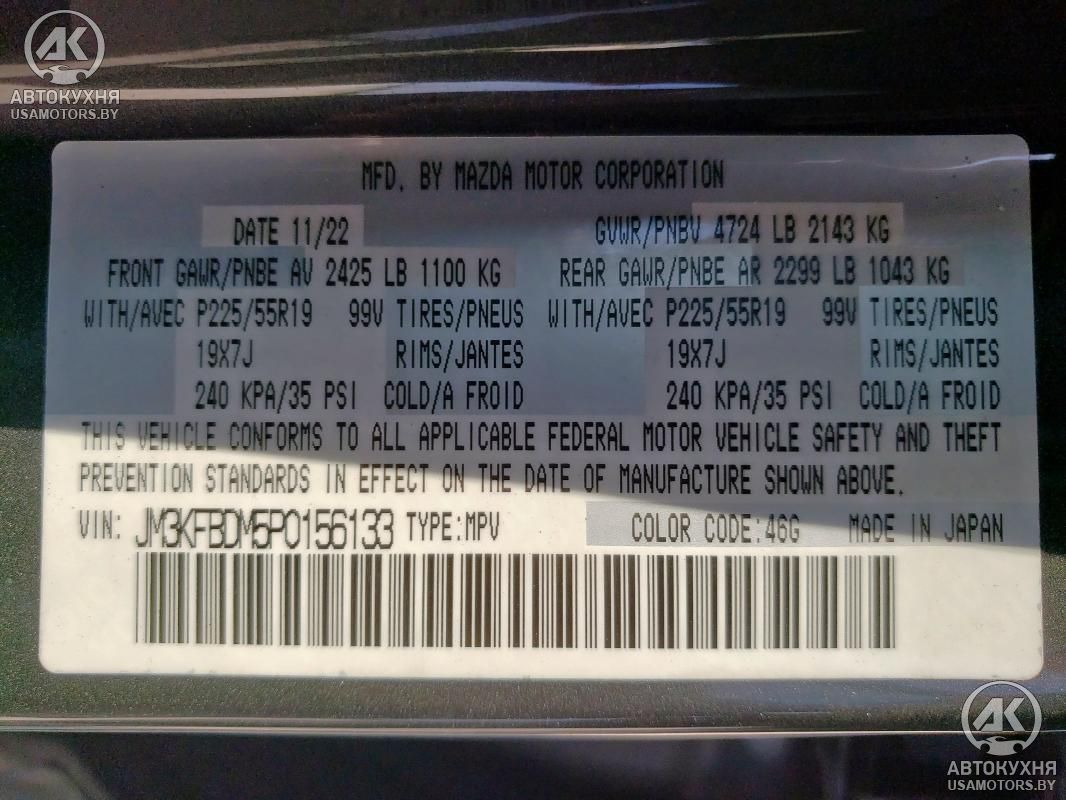 AK
АВТОКУХНЯ
USAMOTORS.BY
MFD. BY MAZDA MOTOR CORPORATION
DATE 11/22 GVWR/PNBV 4724 LB 2143 KG
FRONT GAWR/PNBE AV 2425 LB 1100 KG REAR GAWR/PNBE AR 2299 LB 1043 KG
WITH/AVEC P225/55R19 99V TIRES/PNEUS WITH/AVEC P225/55R19 99V TIRES/PNEUS
19X7J RIMS/JANTES 19X7J RIMS/JANTES
240 KPA/35 PSI COLD/A FROID 240 KPA/35 PSI COLD/A FROID
THIS VEHICLE CONFORMS TO ALL APPLICABLE FEDERAL MOTOR VEHICLE SAFETY AND THEFT
PREVENTION STANDARDS IN EFFECT ON THE DATE OF MANUFACTURE SHOWN ABOVE.
VIN: JM3KFBDM5P0156133 TYPE:MPV COLOR CODE:46G MADE IN JAPAN
AK
АВТОКУХНЯ
USAMOTORS.BY